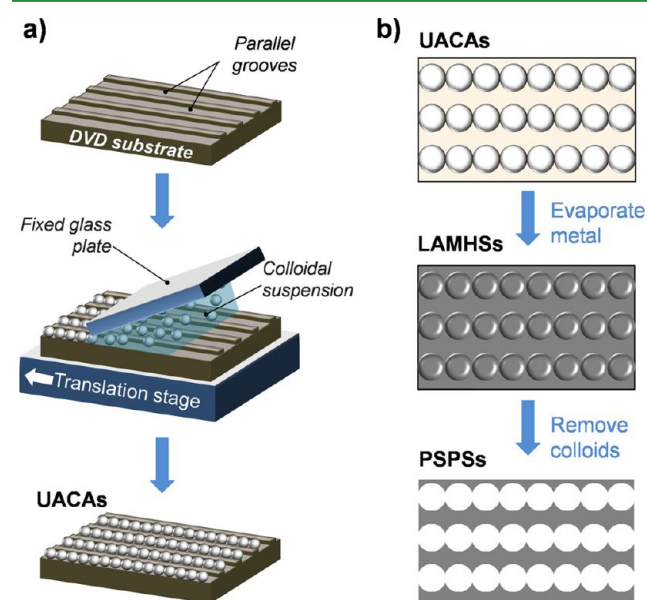 a)
Parallel
grooves
DVD substrate
Fixed glass
plate
Colloidal
suspension
Translation stage
UACAs
b)
UACAs
Evaporate
metal
LAMHSs
Remove
colloids
PSPSs